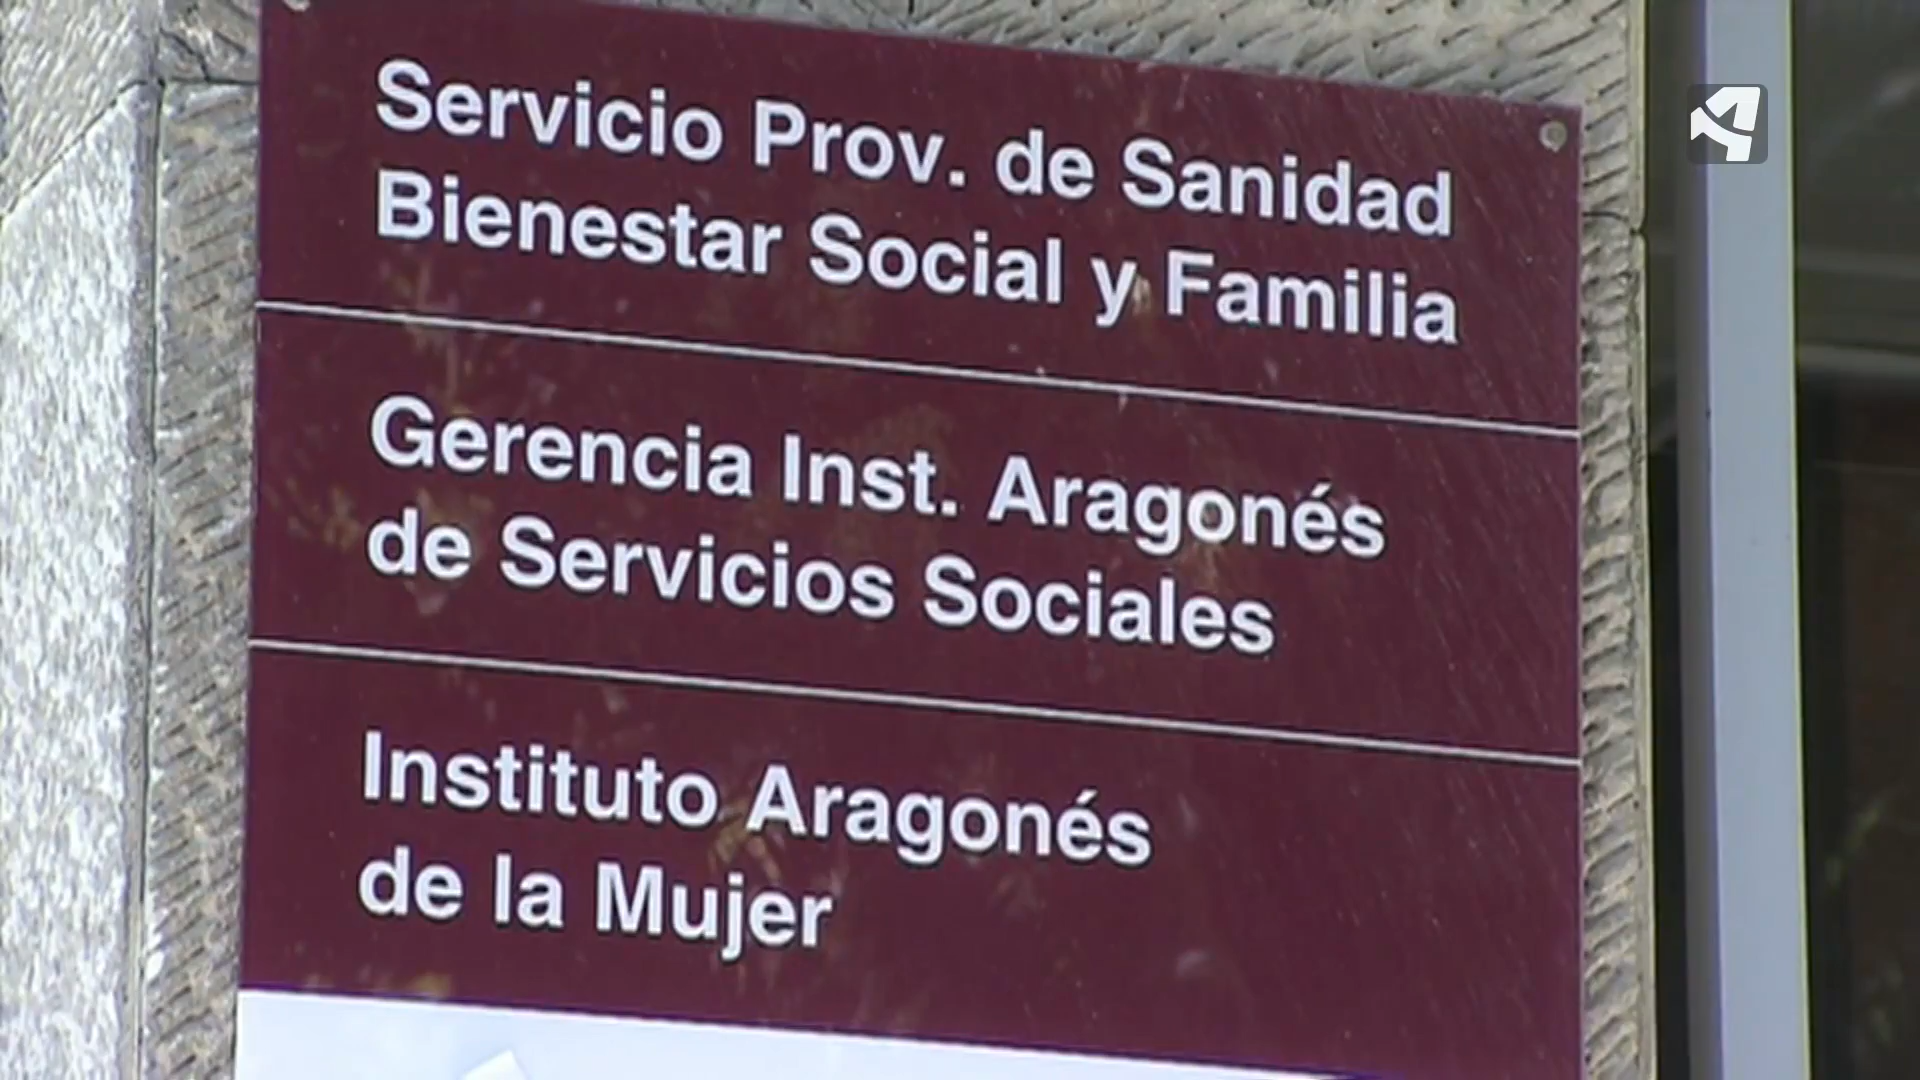 Servicio Prov. de Sanidad
Bienestar Social y Familia
Gerencia Inst. Aragonés
de Servicios Sociales
Instituto Aragonés
de la Mujer